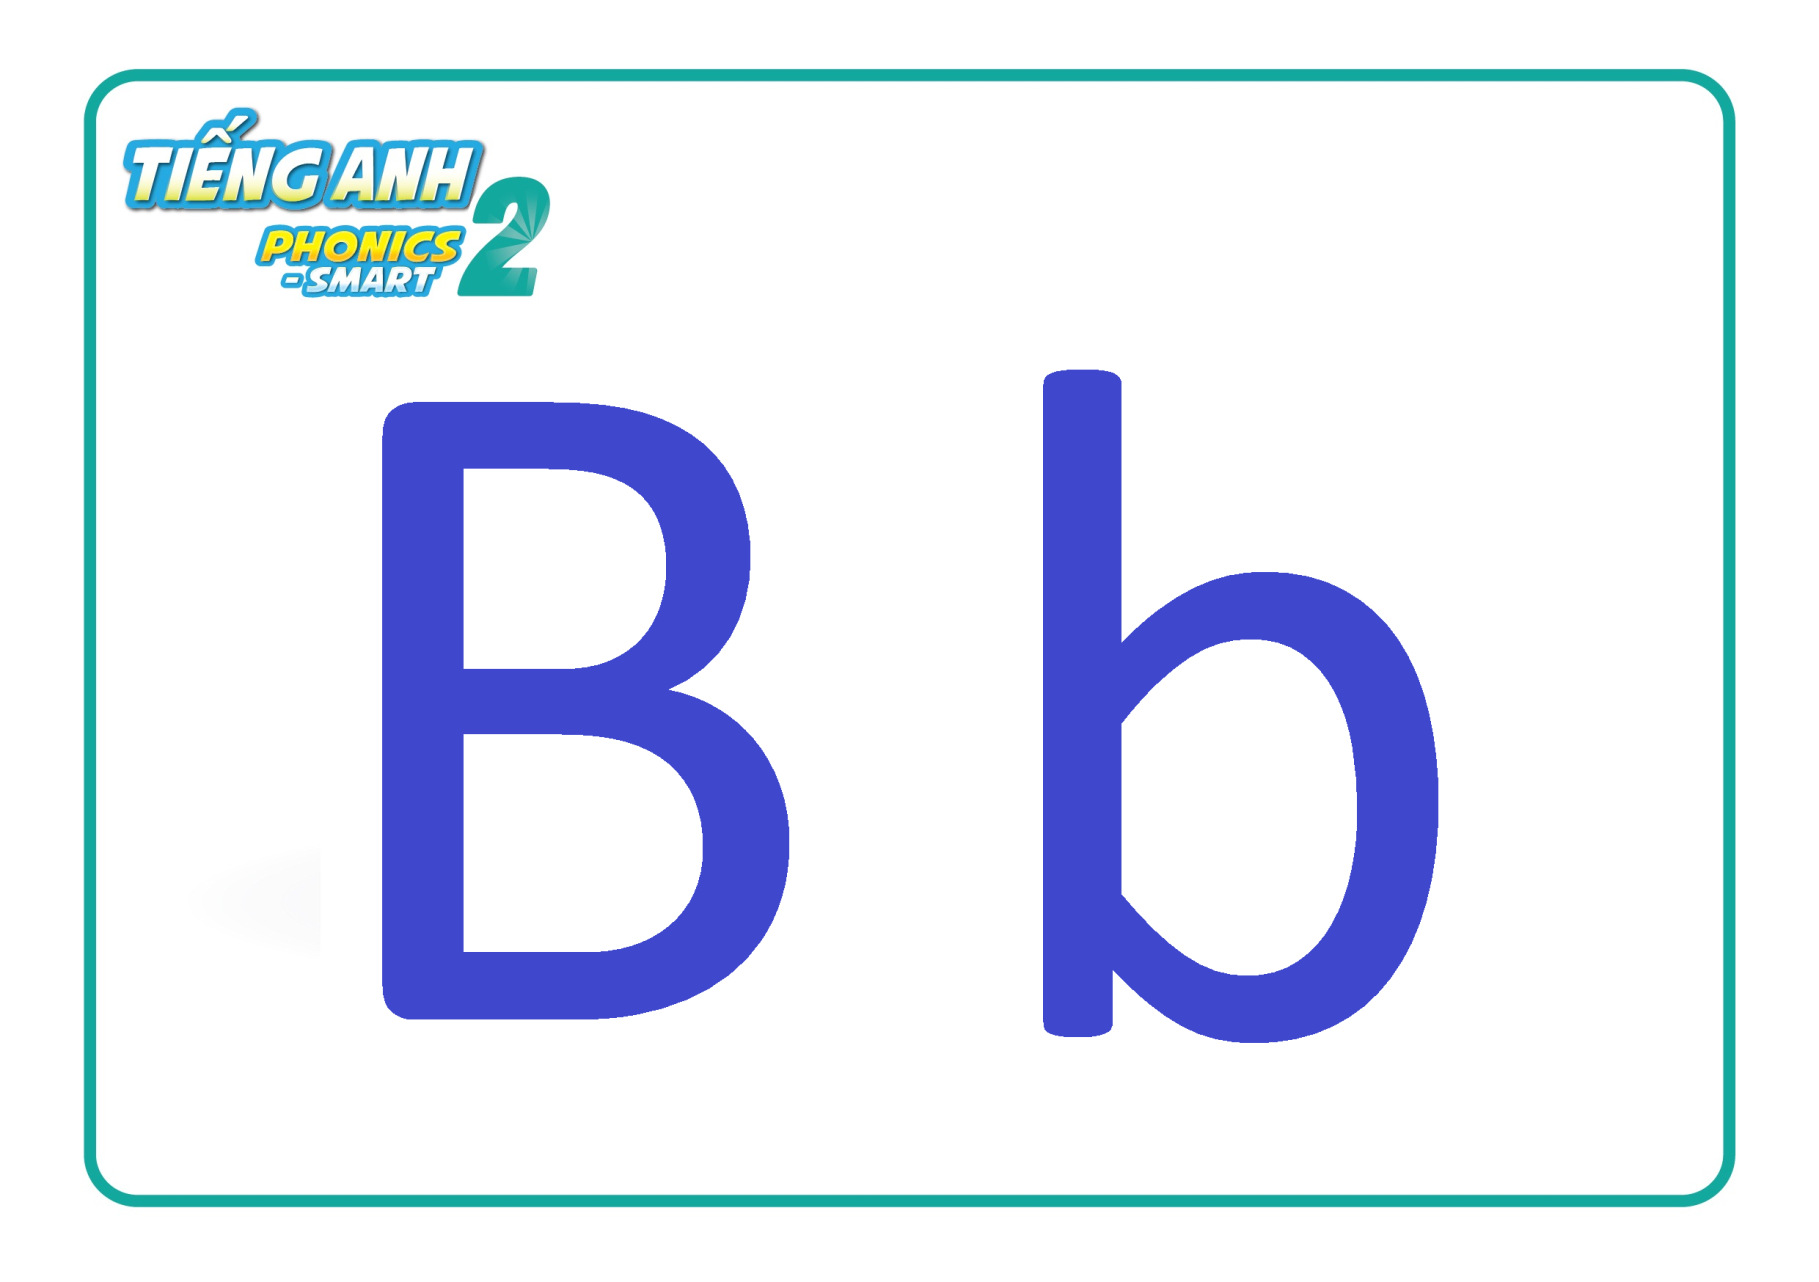 TIẾNG ANH 2
PHONICS
-SMART
B b